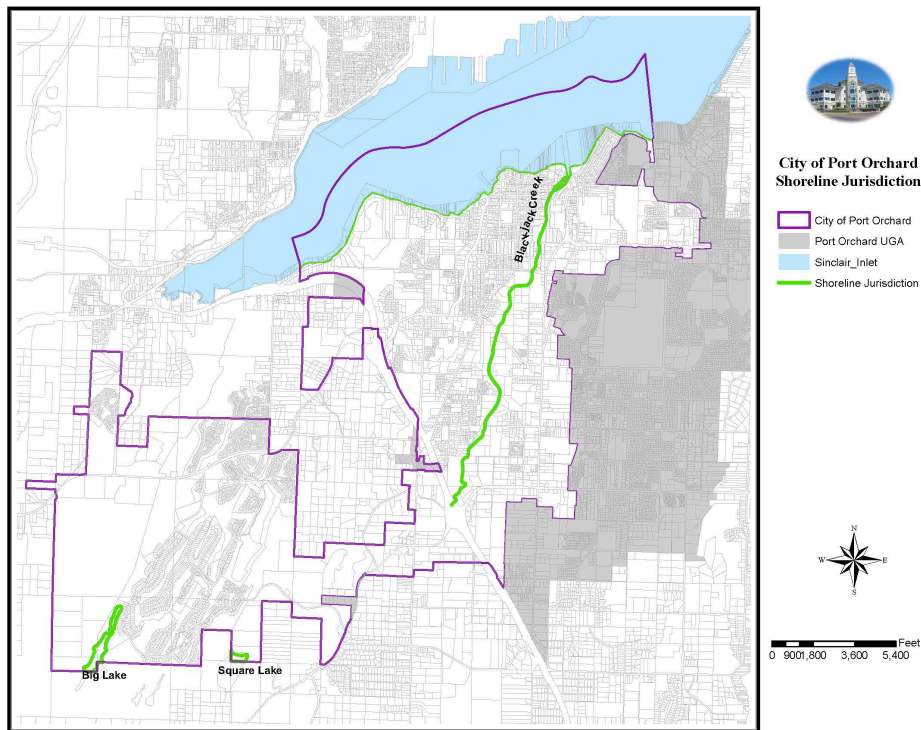 BlackJack Creek
Big Lake
Square Lake
City of Port Orchard
Shoreline Jurisdiction
City of Port Orchard
Port Orchard UGA
Sinclair_Inlet
Shoreline Jurisdiction
N
W E
S
Feet
0 9001,800 3,600 5,400